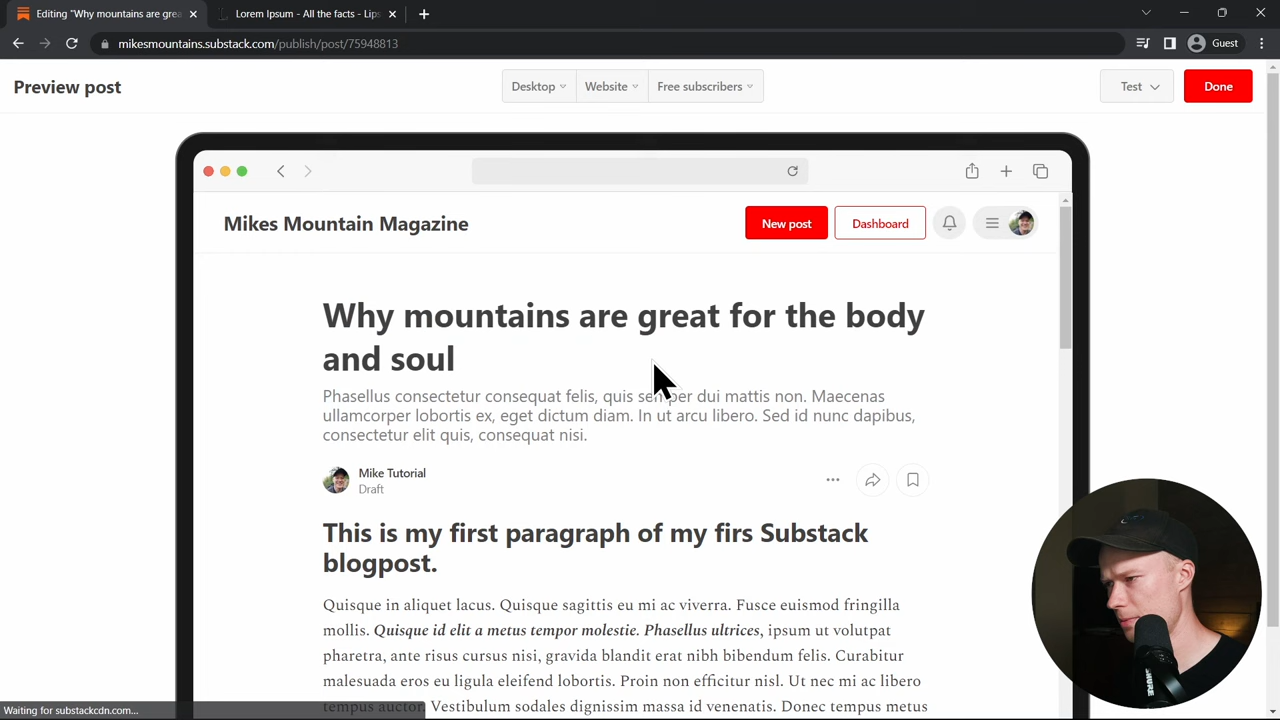 Editing "Why mountains are grea
Lorem Ipsum - All the facts - Lips
mikesmountains.substack.com/publish/post/75948813
Guest
Preview post
Desktop
Website
Free subscribers
Test
Done
Mikes Mountain Magazine
New post
Dashboard
Why mountains are great for the body
and soul
Phasellus consectetur consequat felis, quis semper dui mattis non. Maecenas
ullamcorper lobortis ex, eget dictum diam. In ut arcu libero. Sed id nunc dapibus,
consectetur elit quis, consequat nisi.
Mike Tutorial
Draft
This is my first paragraph of my firs Substack
blogpost.
Quisque in aliquet lacus. Quisque sagittis eu mi ac viverra. Fusce euismod fringilla
mollis. Quisque id elit a metus tempor molestie. Phasellus ultrices, ipsum ut volutpat
pharetra, ante risus cursus nisi, gravida blandit erat nibh bibendum felis. Curabitur
malesuada eros eu ligula eleifend lobortis. Proin non efficitur nisl. Ut nec mi ac libero
tempus auctor. Vestibulum sodales dignissim massa id venenatis. Donec tempus metus
Waiting for substackcdn.com...
SHURE